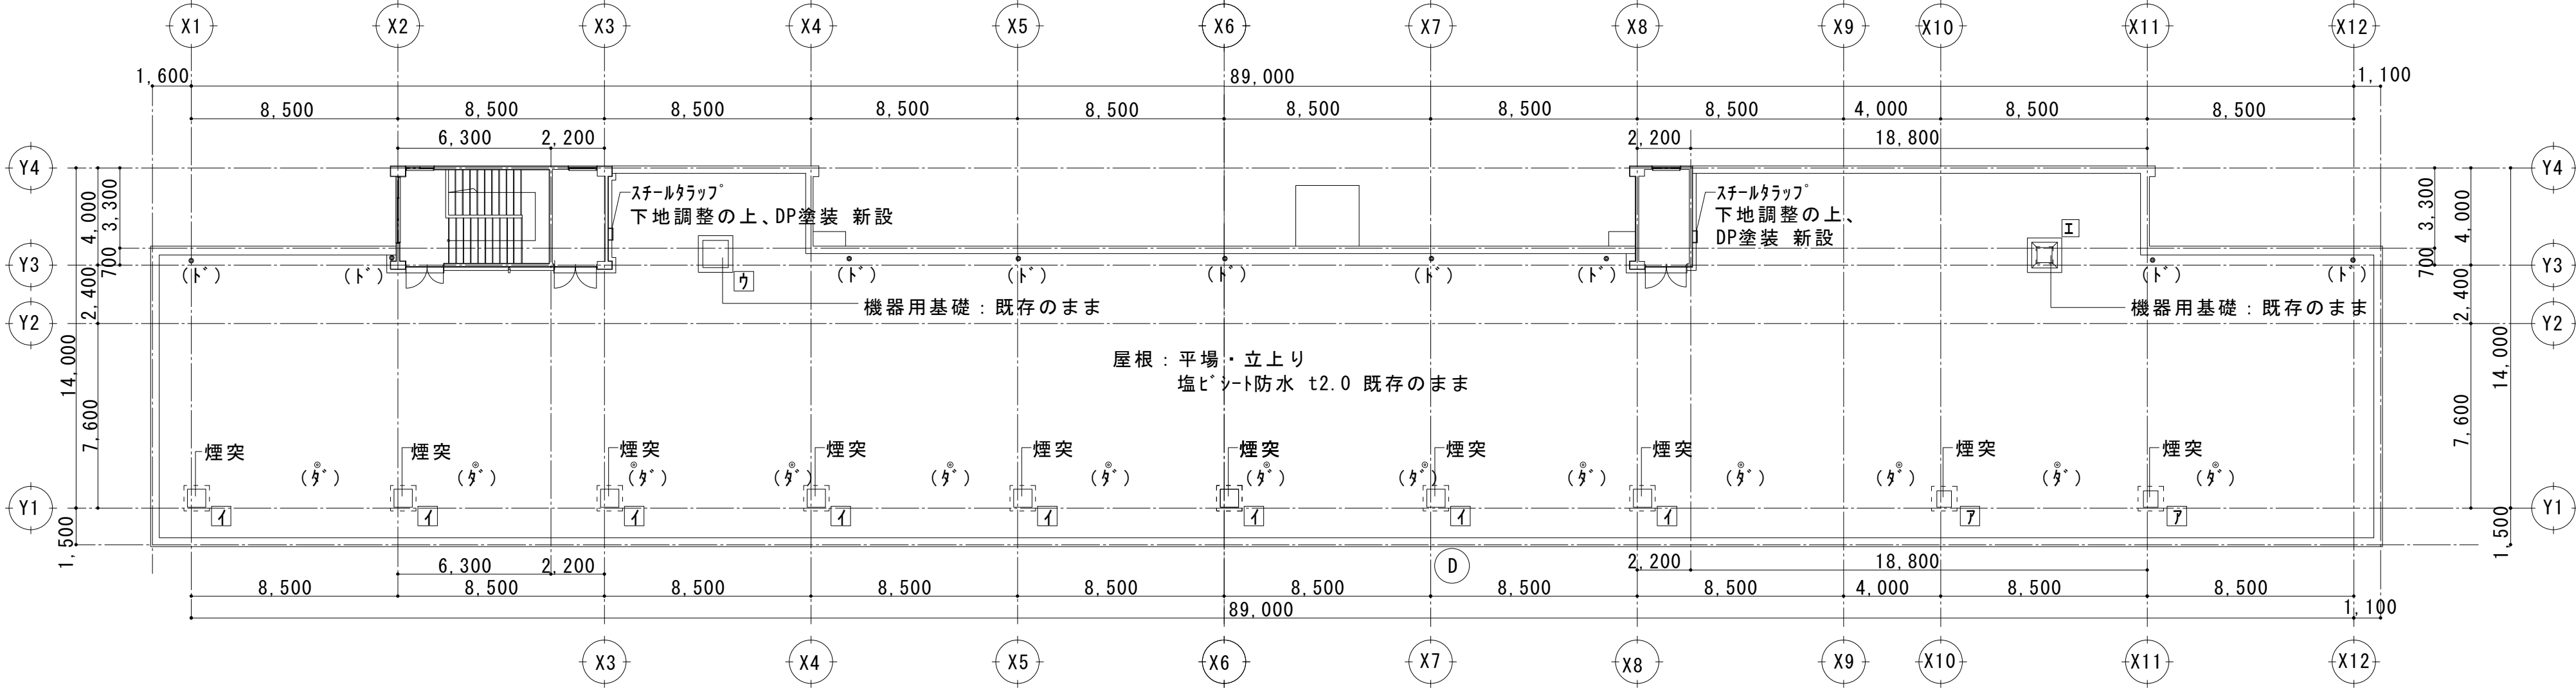 X1 X2 X3 X4 X5 X6 X7 X8 X9 X10 X11 X12
1,600 89,000 1,100
8,500 8,500 8,500 8,500 8,500 8,500 8,500 8,500 4,000 8,500 8,500
6,300 2,200 2,200 18,800
Y4 Y4
3,300 4,000 3,300 4,000
スチールタラップ
下地調整の上、DP塗装 新設
スチールタラップ
下地調整の上、
DP塗装 新設
エ
Y3 700 700 Y3
(ド) (ド) (ド) (ド) (ド) (ド) (ド) (ド) (ド)
ウ
2,400 2,400
機器用基礎:既存のまま 機器用基礎:既存のまま
Y2 Y2
14,000 14,000
屋根:平場・立上り
塩ビシート防水 t2.0 既存のまま
7,600 7,600
煙突 煙突 煙突 煙突 煙突 煙突 煙突 煙突 煙突 煙突
(ダ) (ダ) (ダ) (ダ) (ダ) (ダ) (ダ) (ダ) (ダ) (ダ) (ダ) (ダ) (ダ)
Y1 Y1
イ イ イ イ イ イ イ イ ア ア
1,500 1,500
6,300 2,200 D 2,200 18,800
8,500 8,500 8,500 8,500 8,500 8,500 8,500 8,500 4,000 8,500 8,500
89,000 1,100
X3 X4 X5 X6 X7 X8 X9 X10 X11 X12